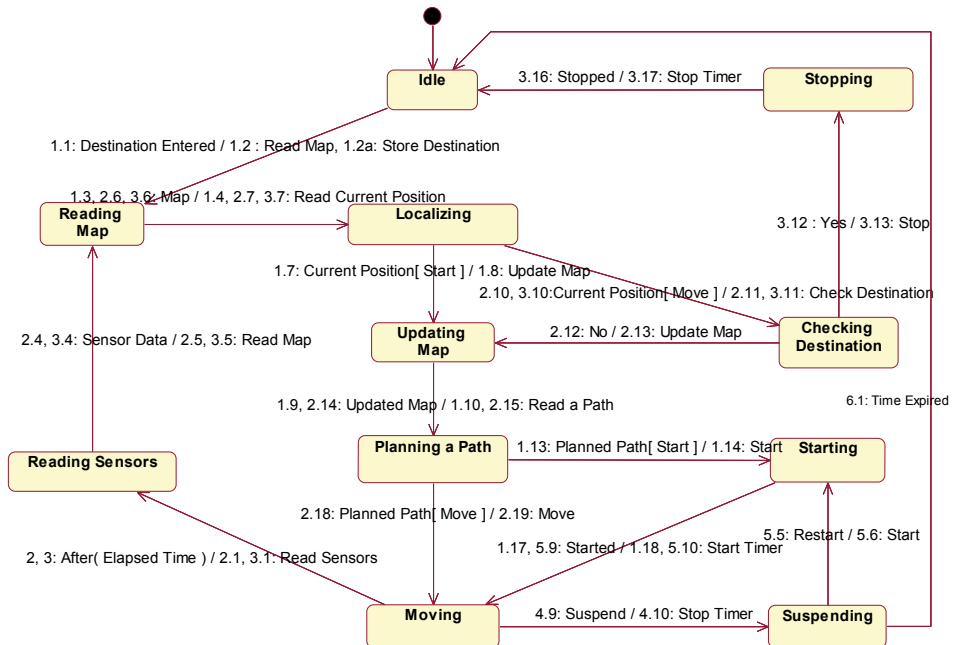 Idle
3.16: Stopped / 3.17: Stop Timer
Stopping
1.1: Destination Entered / 1.2 : Read Map, 1.2a: Store Destination
1.3, 2.6, 3.6: Map / 1.4, 2.7, 3.7: Read Current Position
Reading
Map
Localizing
3.12 : Yes / 3.13: Stop
1.7: Current Position[ Start ] / 1.8: Update Map
2.10, 3.10:Current Position[ Move ] / 2.11, 3.11: Check Destination
2.4, 3.4: Sensor Data / 2.5, 3.5: Read Map
Updating
Map
2.12: No / 2.13: Update Map
Checking
Destination
1.9, 2.14: Updated Map / 1.10, 2.15: Read a Path
6.1: Time Expired
Reading Sensors
Planning a Path
1.13: Planned Path[ Start ] / 1.14: Start
Starting
2.18: Planned Path[ Move ] / 2.19: Move
5.5: Restart / 5.6: Start
2, 3: After( Elapsed Time ) / 2.1, 3.1: Read Sensors
1.17, 5.9: Started / 1.18, 5.10: Start Timer
Moving
4.9: Suspend / 4.10: Stop Timer
Suspending